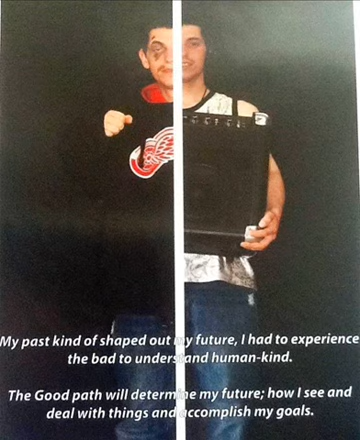 My past kind of shaped out my future, I had to experience
the bad to understand human-kind.
The Good path will determine my future; how I see and
deal with things and accomplish my goals.